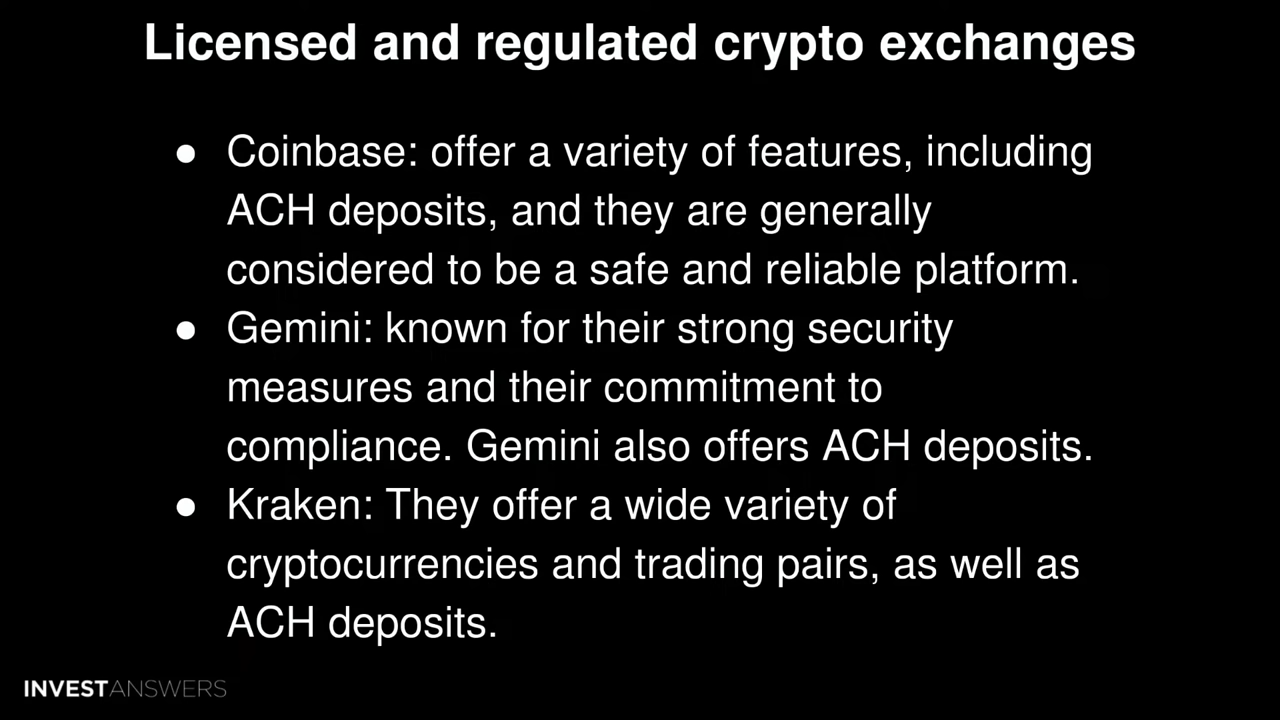 Licensed and regulated crypto exchanges
● Coinbase: offer a variety of features, including
ACH deposits, and they are generally
considered to be a safe and reliable platform.
● Gemini: known for their strong security
measures and their commitment to
compliance. Gemini also offers ACH deposits.
● Kraken: They offer a wide variety of
cryptocurrencies and trading pairs, as well as
ACH deposits.
INVESTANSWERS